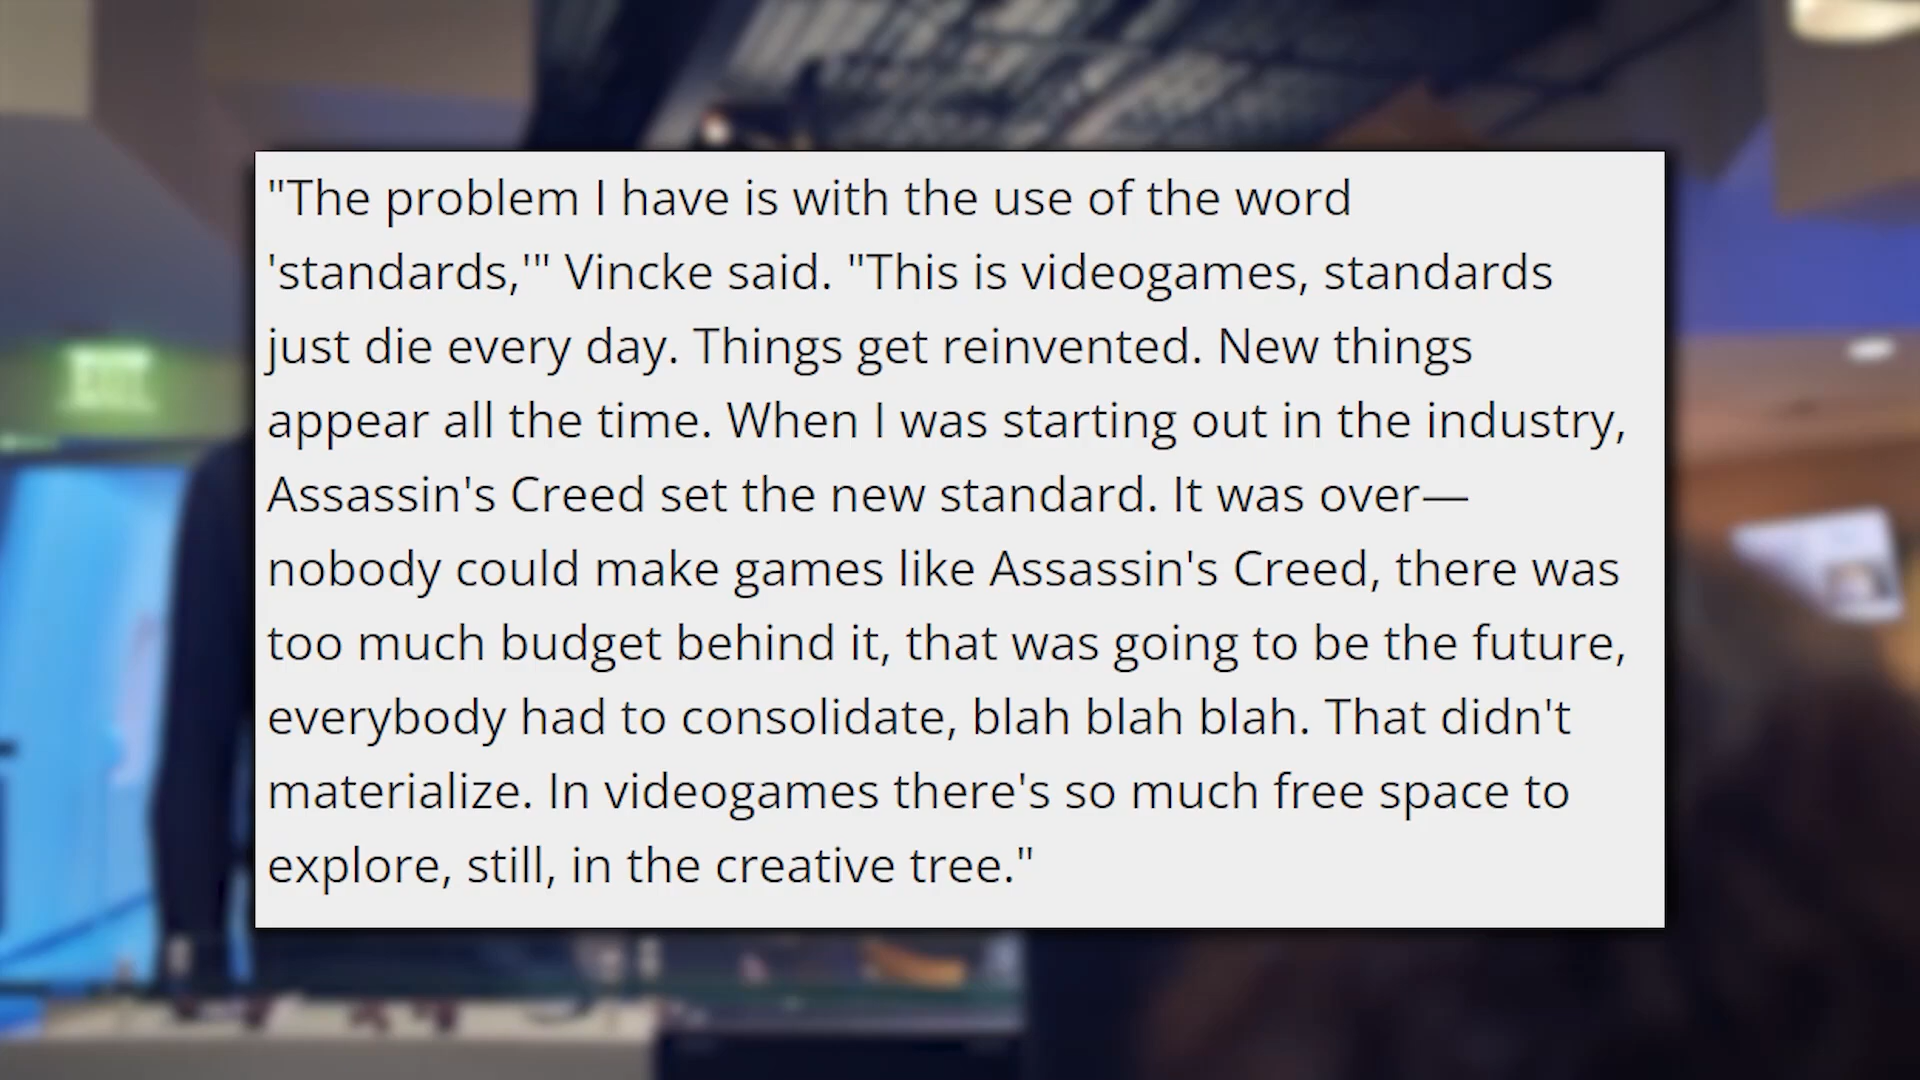 "The problem I have is with the use of the word
'standards,'" Vincke said. "This is videogames, standards
just die every day. Things get reinvented. New things
appear all the time. When I was starting out in the industry,
Assassin's Creed set the new standard. It was over—
nobody could make games like Assassin's Creed, there was
too much budget behind it, that was going to be the future,
everybody had to consolidate, blah blah blah. That didn't
materialize. In videogames there's so much free space to
explore, still, in the creative tree."